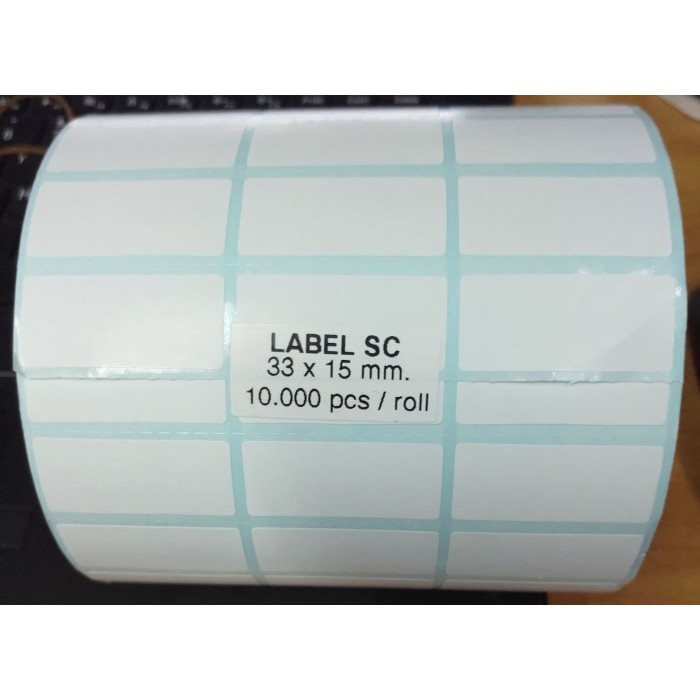 LABEL SC
33 x 15 mm.
10.000 pcs / roll